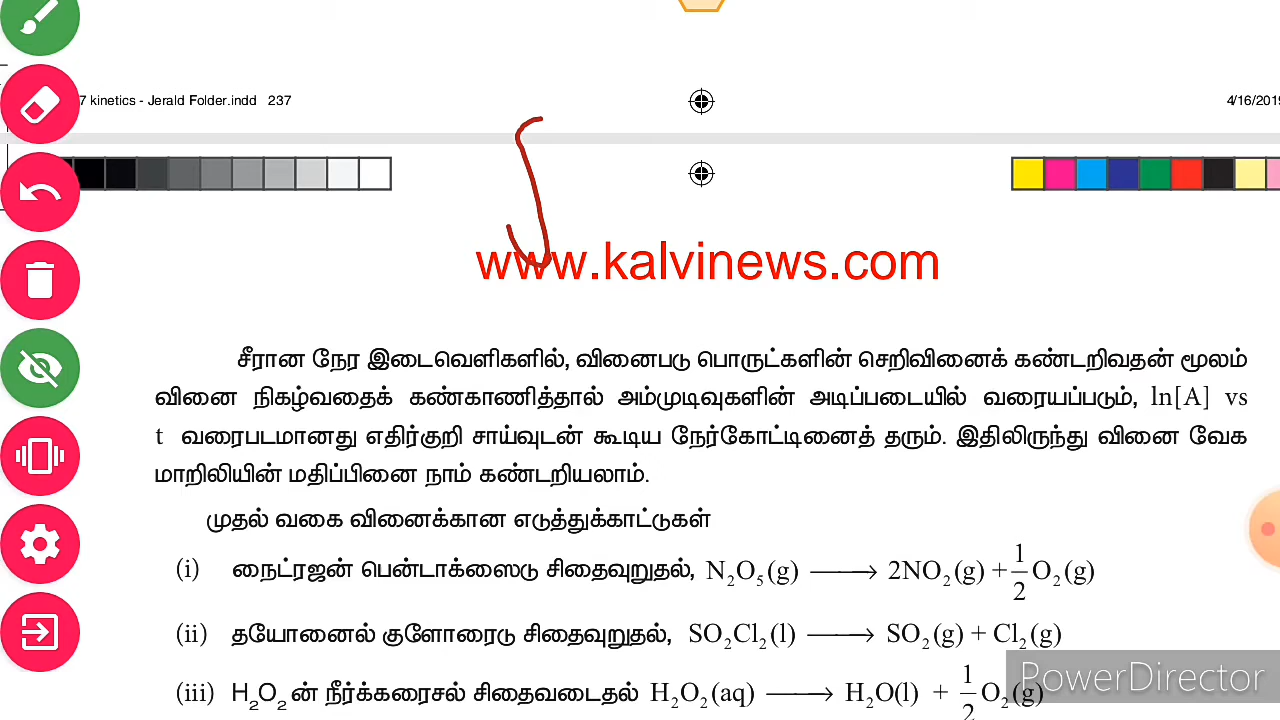 7 kinetics - Jerald Folder.indd 237
4/16/2019
www.kalvinews.com
சீரான நேர இடைவெளிகளில், வினைபடு பொருட்களின் செறிவினைக் கண்டறிவதன் மூலம்
வினை நிகழ்வதைக் கண்காணித்தால் அம்முடிவுகளின் அடிப்படையில் வரையப்படும், ln[A] vs
t வரைபடமானது எதிர்குறி சாய்வுடன் கூடிய நேர்கோட்டினைத் தரும். இதிலிருந்து வினை வேக
மாறிலியின் மதிப்பினை நாம் கண்டறியலாம்.
முதல் வகை வினைக்கான எடுத்துக்காட்டுகள்
(i) நைட்ரஜன் பென்டாக்ஸைடு சிதைவுறுதல், N₂O₅(g) ⟶ 2NO₂(g) + 1/2 O₂(g)
(ii) தயோனைல் குளோரைடு சிதைவுறுதல், SO₂Cl₂(l) ⟶ SO₂(g) + Cl₂(g)
(iii) H₂O₂ன் நீர்க்கரைசல் சிதைவடைதல் H₂O₂(aq) ⟶ H₂O(l) + 1/2 O₂(g)
PowerDirector